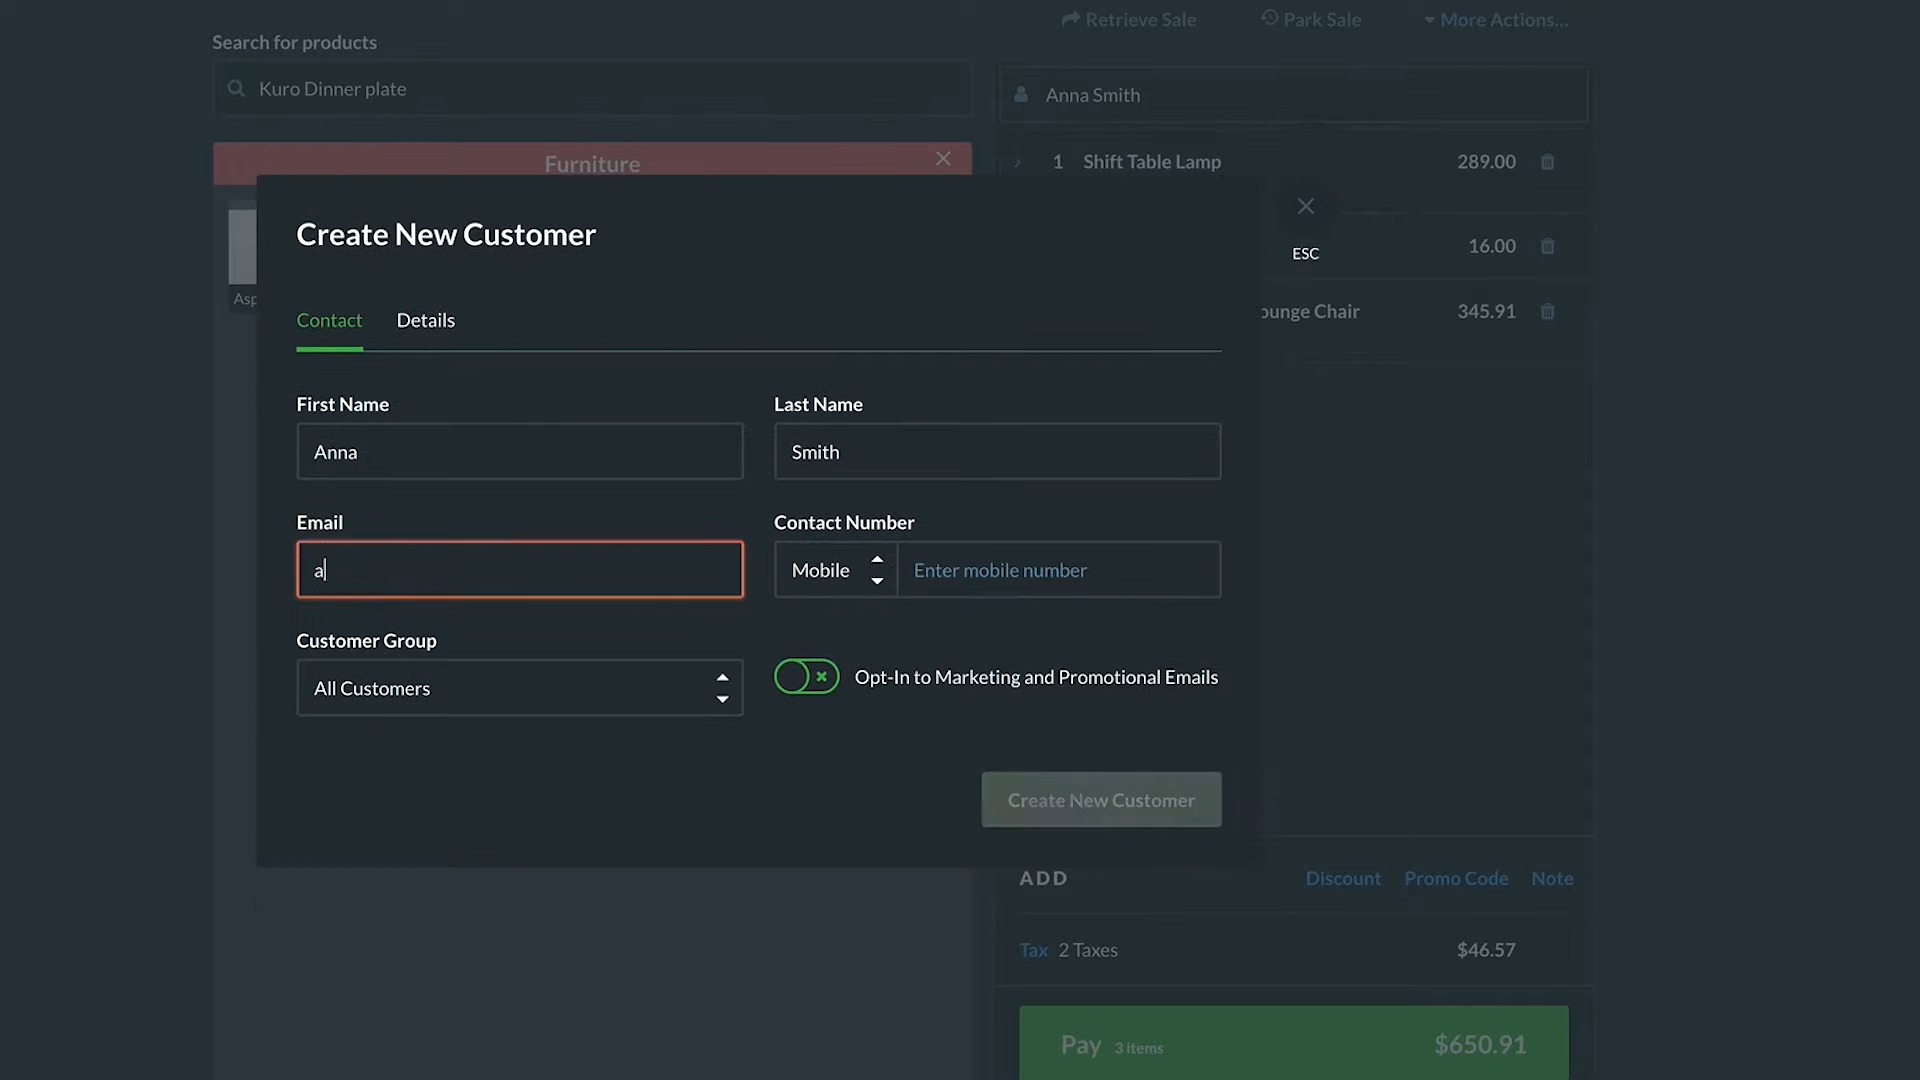 Search for products
Kuro Dinner plate
Furniture
Asp
Retrieve Sale
Park Sale
More Actions...
Anna Smith
1 Shift Table Lamp 289.00
16.00
ounge Chair 345.91
ESC
Create New Customer
Contact Details
First Name
Anna
Last Name
Smith
Email
a
Contact Number
Mobile
Enter mobile number
Customer Group
All Customers
Opt-In to Marketing and Promotional Emails
Create New Customer
ADD Discount Promo Code Note
Tax 2 Taxes $46.57
Pay 3 items $650.91